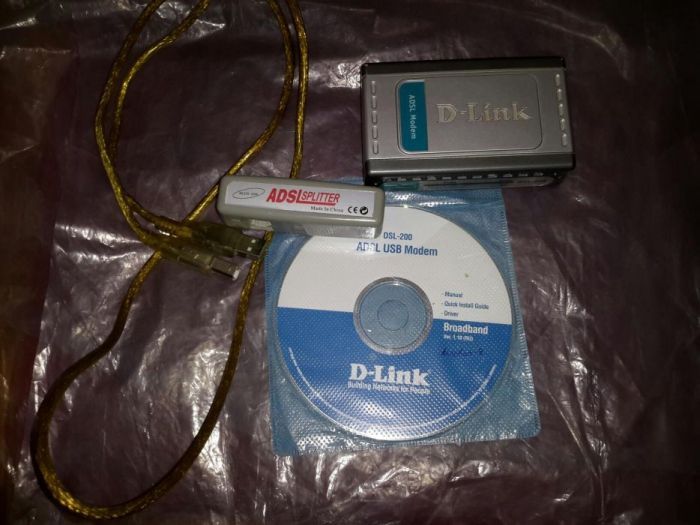 D-Link
ADSL Modem
ADSL SPLITTER
Made In China CE
DSL-200
ADSL USB Modem
- Manual
- Quick Install Guide
- Driver
Broadband
D-Link
Building Networks for People